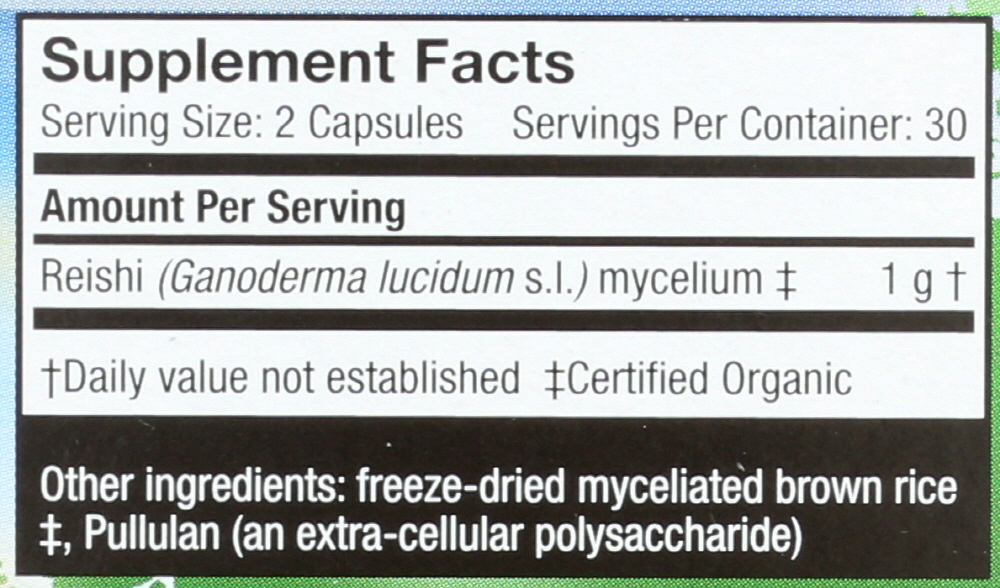 Supplement Facts
Serving Size: 2 Capsules Servings Per Container: 30
Amount Per Serving
Reishi (Ganoderma lucidum s.l.) mycelium ‡ 1 g †
†Daily value not established ‡Certified Organic
Other ingredients: freeze-dried myceliated brown rice
‡, Pullulan (an extra-cellular polysaccharide)